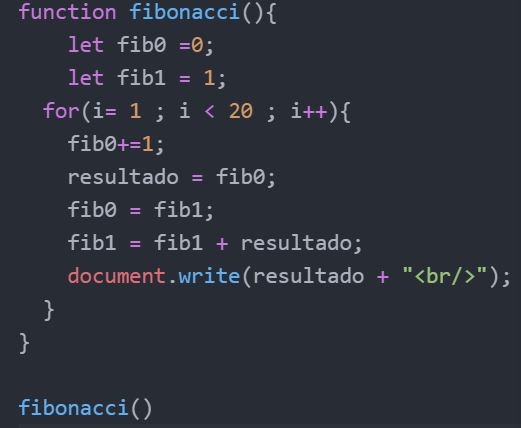 function fibonacci(){
    let fib0 =0;
    let fib1 = 1;
  for(i= 1 ; i < 20 ; i++){
    fib0+=1;
    resultado = fib0;
    fib0 = fib1;
    fib1 = fib1 + resultado;
    document.write(resultado + "<br/>");
  }
}

fibonacci()